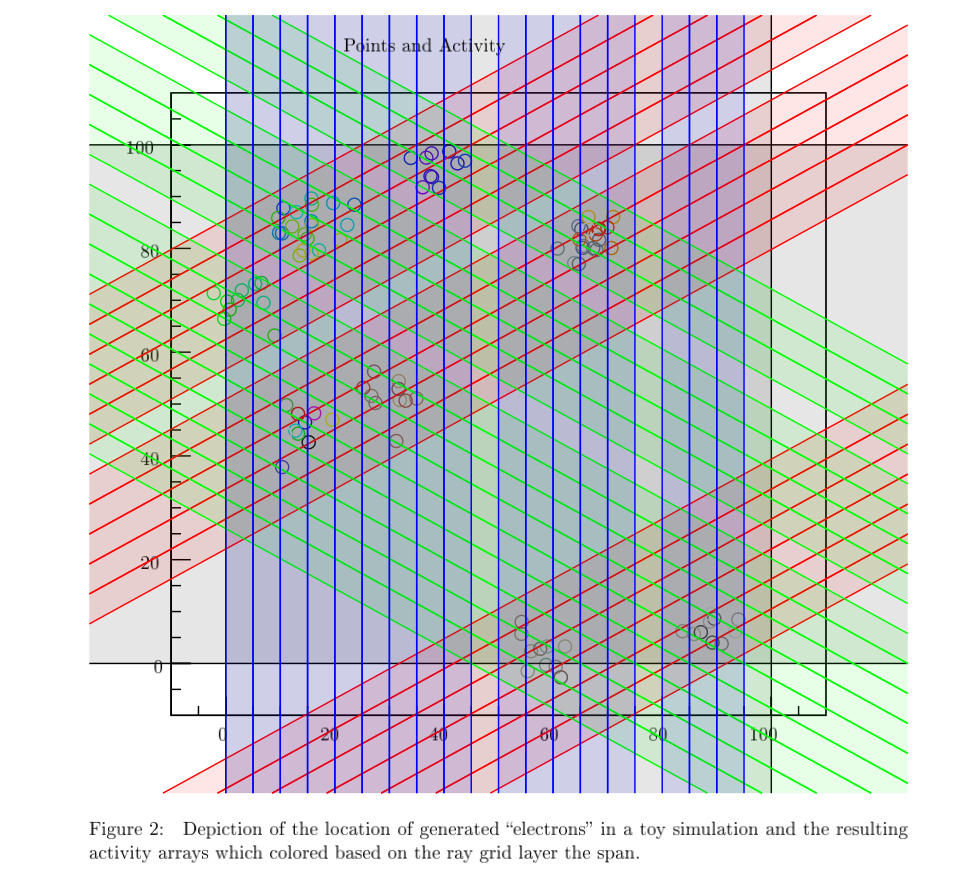 Points and Activity
100
80
60
40
20
0
0 20 40 60 80 100
Figure 2: Depiction of the location of generated “electrons” in a toy simulation and the resulting
activity arrays which colored based on the ray grid layer the span.